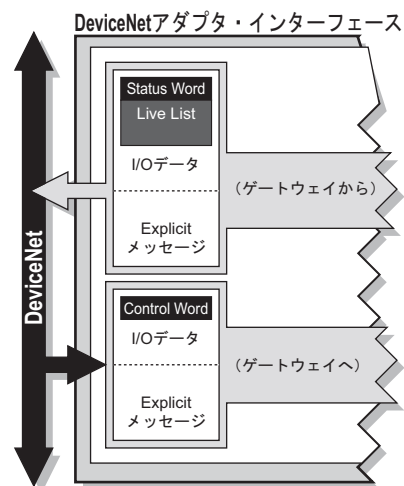 DeviceNetアダプタ・インターフェース
Status Word
Live List
I/Oデータ
(ゲートウェイから)
Explicit
メッセージ
DeviceNet
Control Word
I/Oデータ
(ゲートウェイへ)
Explicit
メッセージ